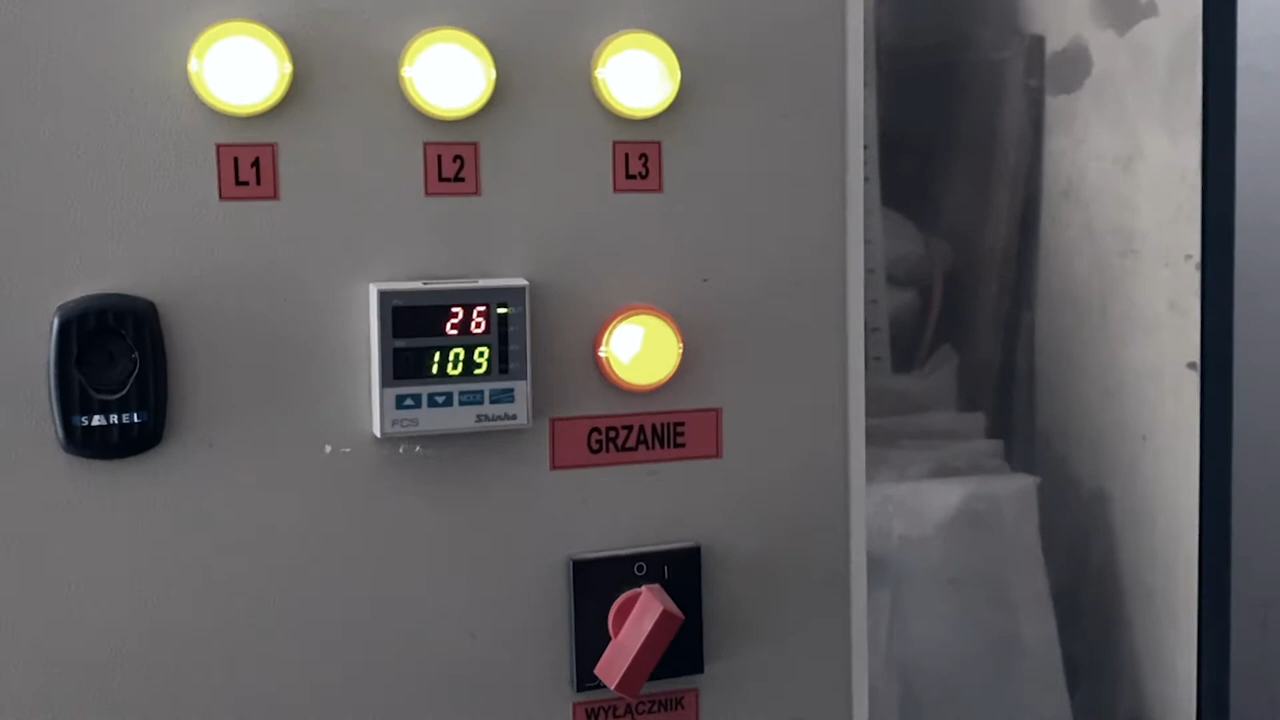 L1
L2
L3
26
109
SAREL
MODE
FCS
Shinko
GRZANIE
O I
WYŁĄCZNIK